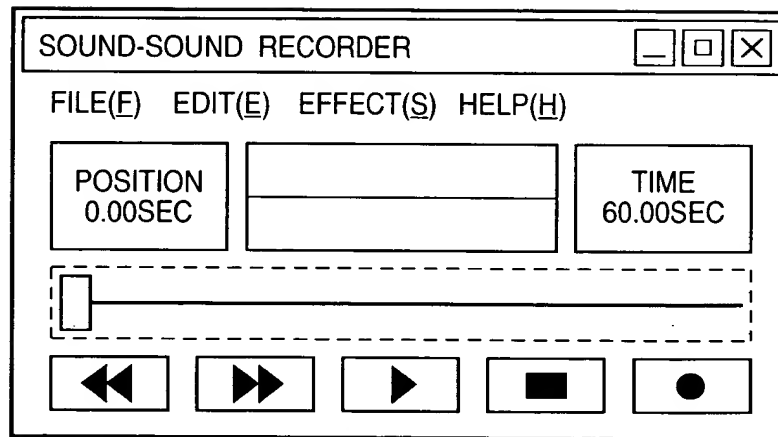 SOUND-SOUND RECORDER
FILE(F) EDIT(E) EFFECT(S) HELP(H)
POSITION
0.00SEC
TIME
60.00SEC